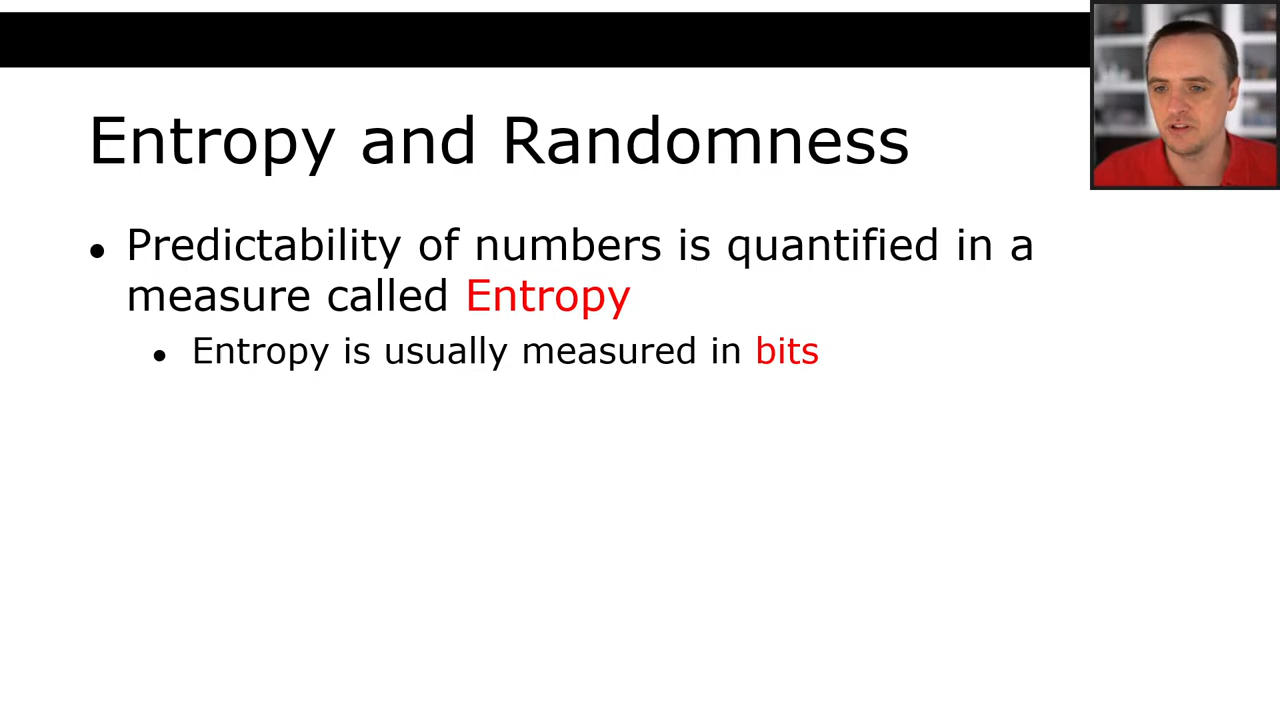 Entropy and Randomness
● Predictability of numbers is quantified in a
measure called Entropy
● Entropy is usually measured in bits